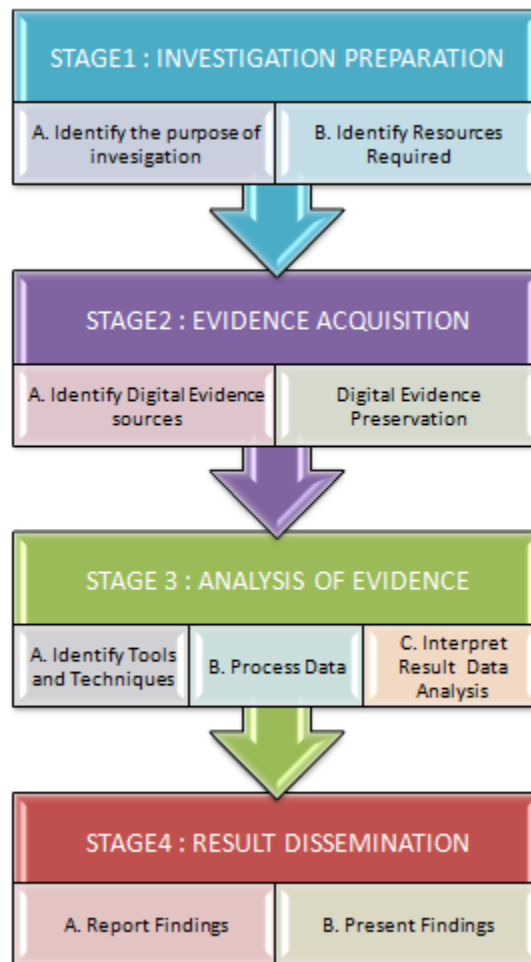 STAGE1 : INVESTIGATION PREPARATION
A. Identify the purpose of
invesigation
B. Identify Resources
Required
STAGE2 : EVIDENCE ACQUISITION
A. Identify Digital Evidence
sources
Digital Evidence
Preservation
STAGE 3 : ANALYSIS OF EVIDENCE
A. Identify Tools
and Techniques
B. Process Data
C. Interpret
Result Data
Analysis
STAGE4 : RESULT DISSEMINATION
A. Report Findings
B. Present Findings